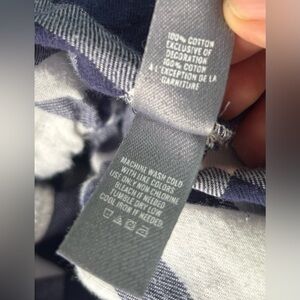 100% COTTON
EXCLUSIVE OF
DECORATION
100% COTON
A L'EXCEPTION DE LA
GARNITURE
MACHINE WASH COLD
WITH LIKE COLORS
USE ONLY NON-CHLORINE
BLEACH IF NEEDED
TUMBLE DRY LOW
COOL IRON IF NEEDED